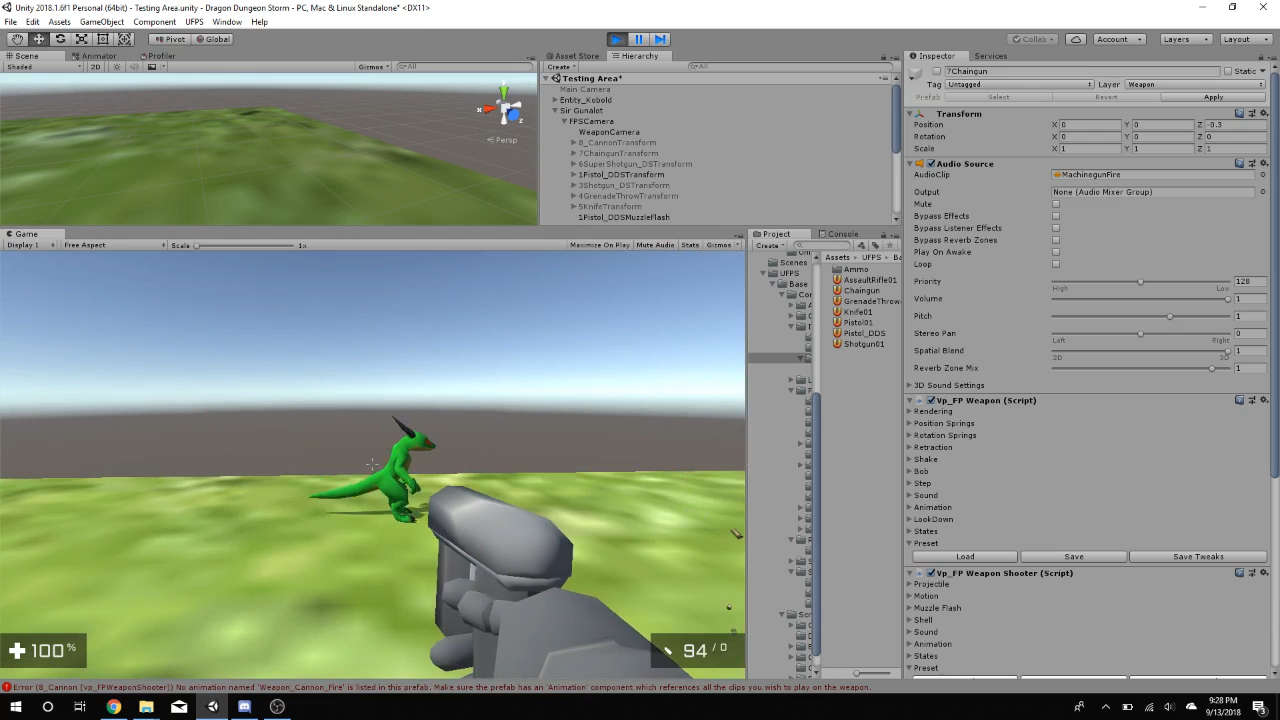 Unity 2018.1.6f1 Personal (64bit) - Testing Area.unity - Dragon Dungeon Storm - PC, Mac & Linux Standalone* <DX11>
File Edit Assets GameObject Component UFPS Window Help
Pivot Global Collab Account Layers Layout
Scene Animator Profiler
Shaded 2D Gizmos All
Persp
Asset Store Hierarchy
Create All
Testing Area*
Main Camera
Entity_Kobold
Sir Gunalot
FPSCamera
WeaponCamera
8_CannonTransform
7ChaingunTransform
6SuperShotgun_DSTransform
1Pistol_DDSTransform
3Shotgun_DSTransform
4GrenadeThrowTransform
5KnifeTransform
1Pistol_DDSMuzzleFlash
Game
Display 1 Free Aspect Scale 1x Maximize On Play Mute Audio Stats Gizmos
100%
94/0
Project Console
Create
Scenes
UFPS
Base
Assets UFPS Ba
Ammo
AssaultRifle01
Chaingun
GrenadeThrow
Knife01
Pistol01
Pistol_DDS
Shotgun01
Inspector Services
7Chaingun Static
Tag Untagged Layer Weapon
Prefab Select Revert Apply
Transform
Position X 0 Y 0 Z -0.3
Rotation X 0 Y 0 Z 0
Scale X 1 Y 1 Z 1
Audio Source
AudioClip MachinegunFire
Output None (Audio Mixer Group)
Mute
Bypass Effects
Bypass Listener Effects
Bypass Reverb Zones
Play On Awake
Loop
Priority 128
High Low
Volume 1
Pitch 1
Stereo Pan 0
Left Right
Spatial Blend 1
2D 3D
Reverb Zone Mix 1
3D Sound Settings
Vp_FP Weapon (Script)
Rendering
Position Springs
Rotation Springs
Retraction
Shake
Bob
Step
Sound
Animation
LookDown
States
Preset
Load Save Save Tweaks
Vp_FP Weapon Shooter (Script)
Projectile
Motion
Muzzle Flash
Shell
Sound
Animation
States
Preset
Error (8_Cannon [vp_FPWeaponShooter]) No animation named 'Weapon_Cannon_Fire' is listed in this prefab. Make sure the prefab has an 'Animation' component which references all the clips you wish to play on the weapon.
9:28 PM
9/13/2018